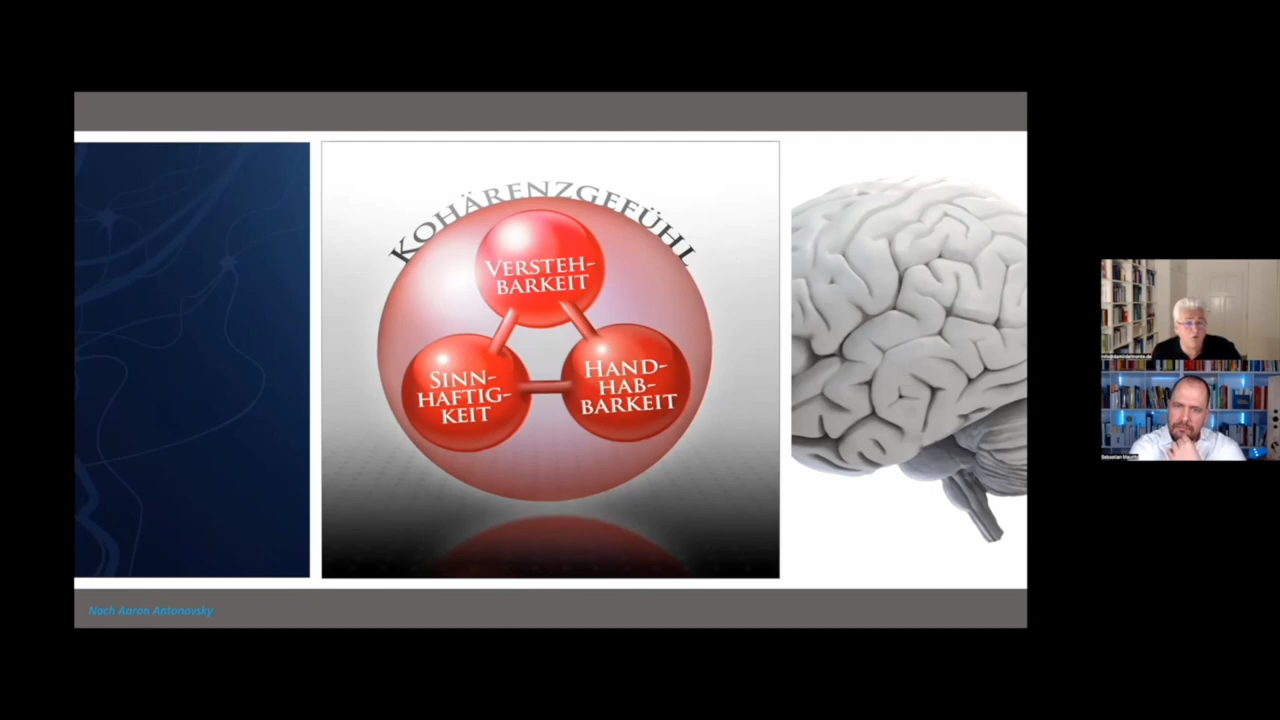 KOHÄRENZGEFÜHL
VERSTEH-
BARKEIT
SINN-
HAFTIG-
KEIT
HAND-
HAB-
BARKEIT
Nach Aaron Antonovsky